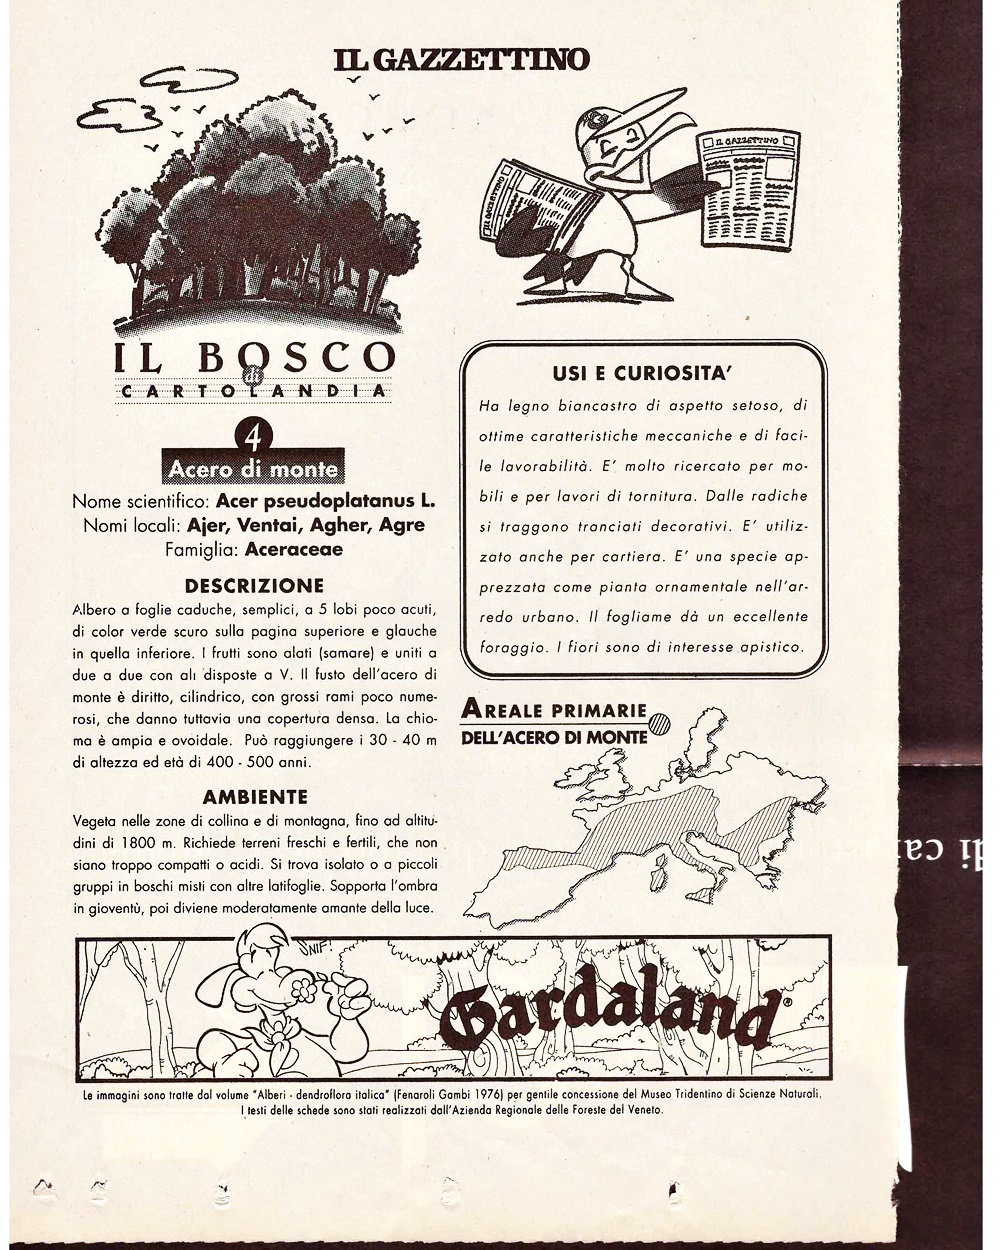 IL GAZZETTINO
IL GAZZETTINO
IL GAZZETTINO
IL BOSCO
di
CARTOLANDIA
4
Acero di monte
Nome scientifico: Acer pseudoplatanus L.
Nomi locali: Ajer, Ventai, Agher, Agre
Famiglia: Aceraceae
DESCRIZIONE
Albero a foglie caduche, semplici, a 5 lobi poco acuti,
di color verde scuro sulla pagina superiore e glauche
in quella inferiore. I frutti sono alati (samare) e uniti a
due a due con ali disposte a V. Il fusto dell'acero di
monte è diritto, cilindrico, con grossi rami poco nume-
rosi, che danno tuttavia una copertura densa. La chio-
ma è ampia e ovoidale. Può raggiungere i 30 - 40 m
di altezza ed età di 400 - 500 anni.
AMBIENTE
Vegeta nelle zone di collina e di montagna, fino ad altitu-
dini di 1800 m. Richiede terreni freschi e fertili, che non
siano troppo compatti o acidi. Si trova isolato o a piccoli
gruppi in boschi misti con altre latifoglie. Sopporta l'ombra
in gioventù, poi diviene moderatamente amante della luce.
USI E CURIOSITA'
Ha legno biancastro di aspetto setoso, di
ottime caratteristiche meccaniche e di faci-
le lavorabilità. E' molto ricercato per mo-
bili e per lavori di tornitura. Dalle radiche
si traggono tranciati decorativi. E' utiliz-
zato anche per cartiera. E' una specie ap-
prezzata come pianta ornamentale nell'ar-
redo urbano. Il fogliame dà un eccellente
foraggio. I fiori sono di interesse apistico.
AREALE PRIMARIE
DELL'ACERO DI MONTE
SNIF!
Gardaland®
Le immagini sono tratte dal volume "Alberi - dendroflora italica" (Fenaroli Gambi 1976) per gentile concessione del Museo Tridentino di Scienze Naturali.
I testi delle schede sono stati realizzati dall'Azienda Regionale delle Foreste del Veneto.